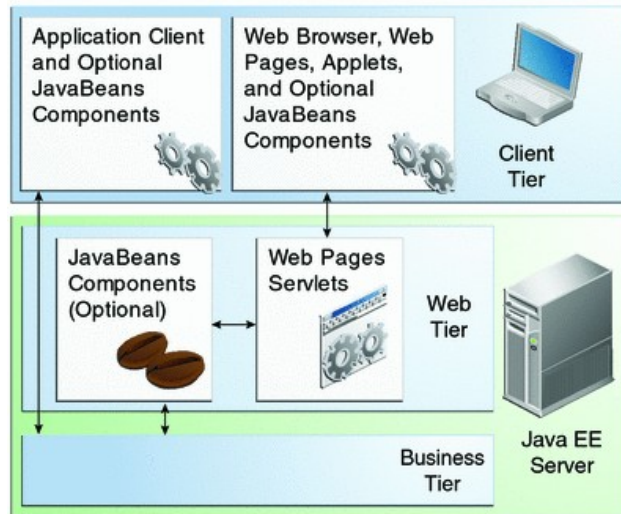 Application Client
and Optional
JavaBeans
Components
Web Browser, Web
Pages, Applets,
and Optional
JavaBeans
Components
Client
Tier
JavaBeans
Components
(Optional)
Web Pages
Servlets
Web
Tier
Java EE
Server
Business
Tier